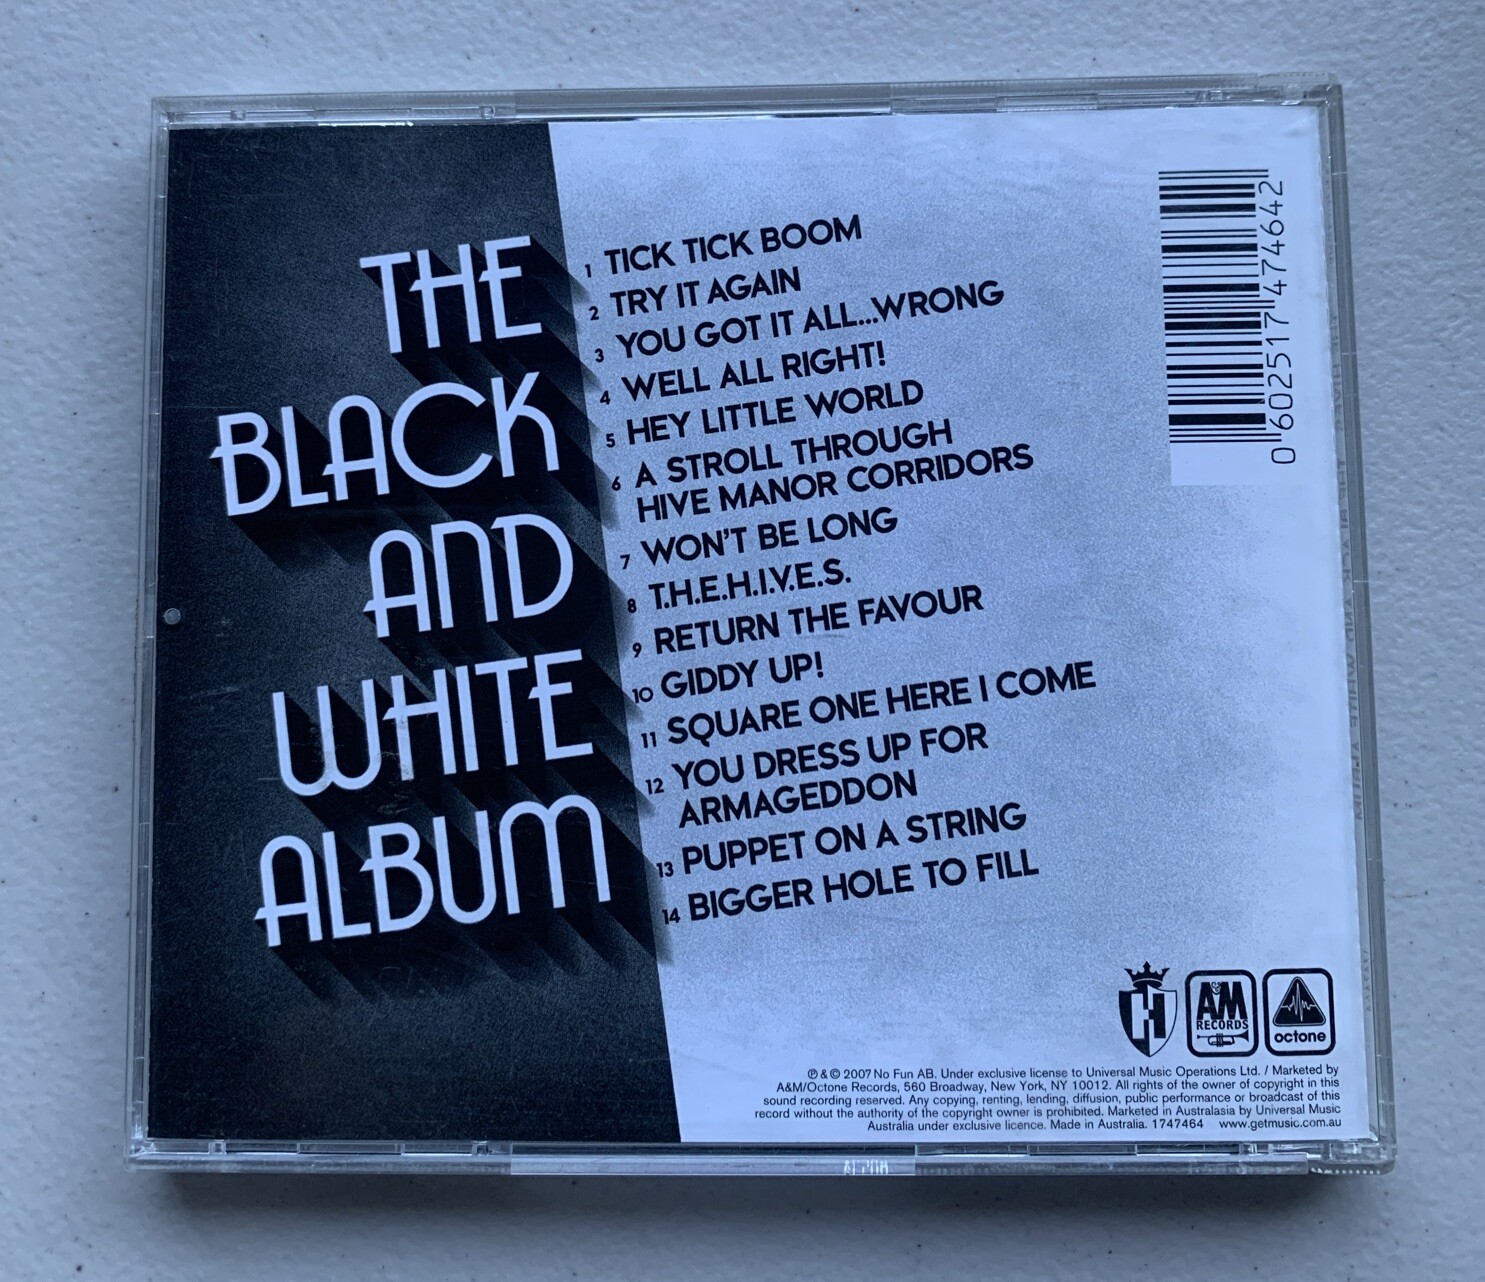 THE
BLACK
AND
WHITE
ALBUM
1 TICK TICK BOOM
2 TRY IT AGAIN
3 YOU GOT IT ALL...WRONG
4 WELL ALL RIGHT!
5 HEY LITTLE WORLD
6 A STROLL THROUGH
HIVE MANOR CORRIDORS
7 WON'T BE LONG
8 T.H.E.H.I.V.E.S.
9 RETURN THE FAVOUR
10 GIDDY UP!
11 SQUARE ONE HERE I COME
12 YOU DRESS UP FOR
ARMAGEDDON
13 PUPPET ON A STRING
14 BIGGER HOLE TO FILL
0 602517 474642
H
A&M
RECORDS
octone
℗ & © 2007 No Fun AB. Under exclusive license to Universal Music Operations Ltd. / Marketed by
A&M/Octone Records, 560 Broadway, New York, NY 10012. All rights of the owner of copyright in this
sound recording reserved. Any copying, renting, lending, diffusion, public performance or broadcast of this
record without the authority of the copyright owner is prohibited. Marketed in Australasia by Universal Music
Australia under exclusive licence. Made in Australia. 1747464 www.getmusic.com.au